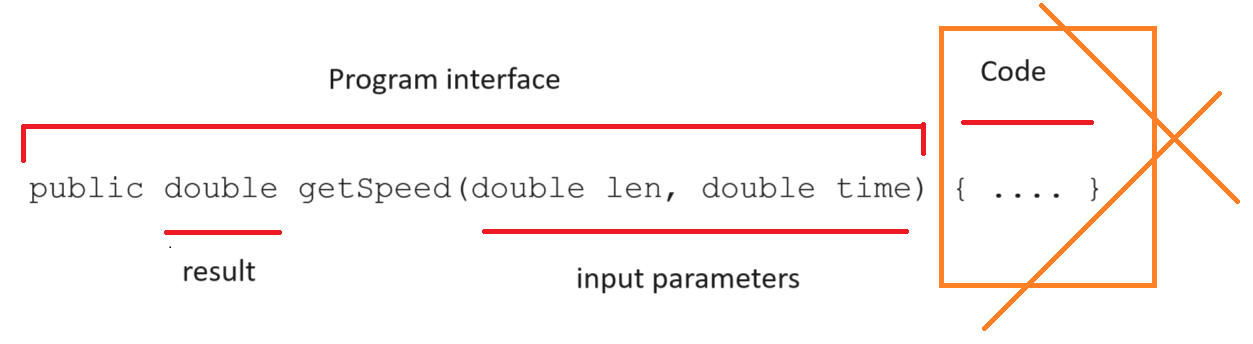 Program interface
Code
public double getSpeed(double len, double time) { .... }
result
input parameters